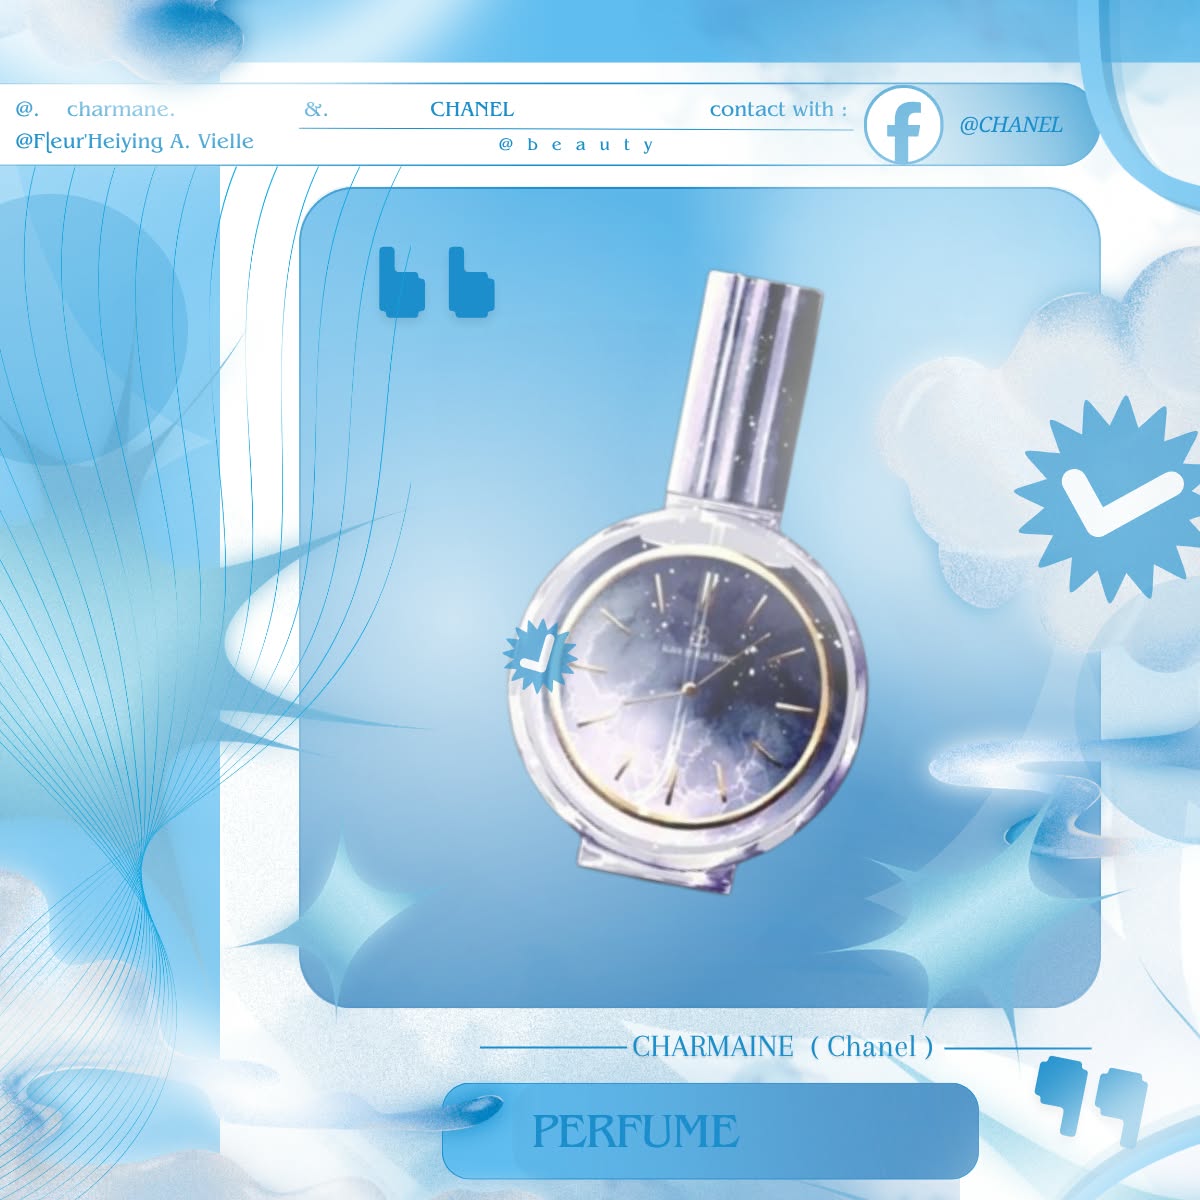 @. charmane. &. CHANEL contact with :
@CHANEL
@Fleur'Heiying A. Vielle @ b e a u t y
CHARMAINE ( Chanel )
PERFUME